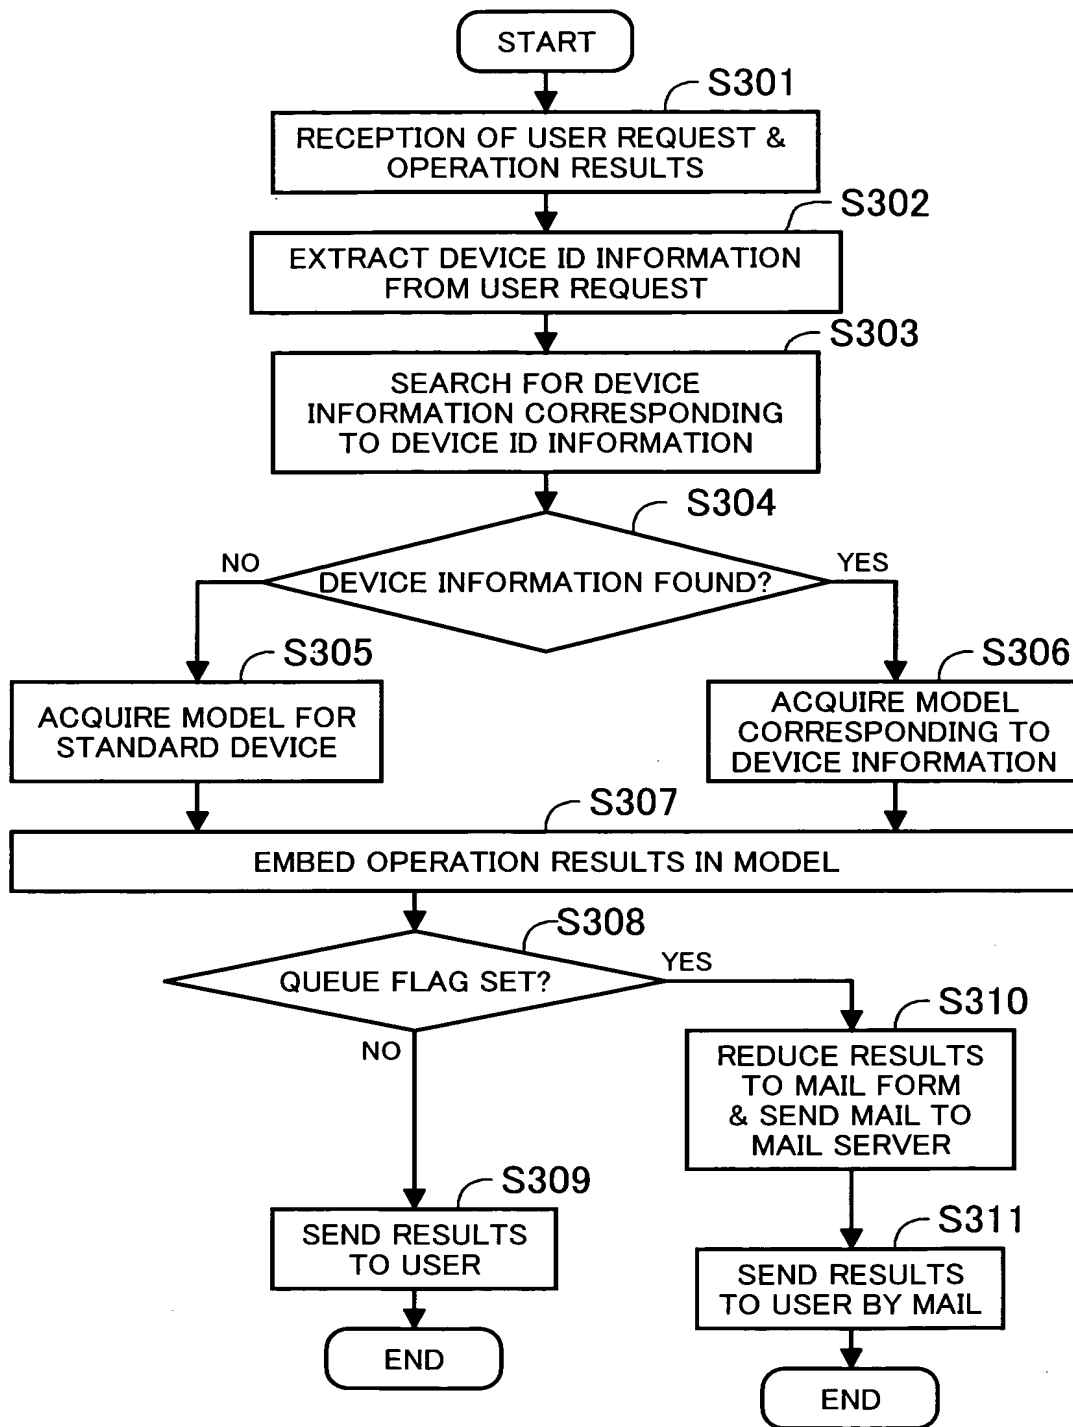 START
S301
RECEPTION OF USER REQUEST &
OPERATION RESULTS
S302
EXTRACT DEVICE ID INFORMATION
FROM USER REQUEST
S303
SEARCH FOR DEVICE
INFORMATION CORRESPONDING
TO DEVICE ID INFORMATION
S304
NO
DEVICE INFORMATION FOUND?
YES
S305
ACQUIRE MODEL FOR
STANDARD DEVICE
S306
ACQUIRE MODEL
CORRESPONDING TO
DEVICE INFORMATION
S307
EMBED OPERATION RESULTS IN MODEL
S308
QUEUE FLAG SET?
YES
NO
S310
REDUCE RESULTS
TO MAIL FORM
& SEND MAIL TO
MAIL SERVER
S309
SEND RESULTS
TO USER
S311
SEND RESULTS
TO USER BY MAIL
END
END